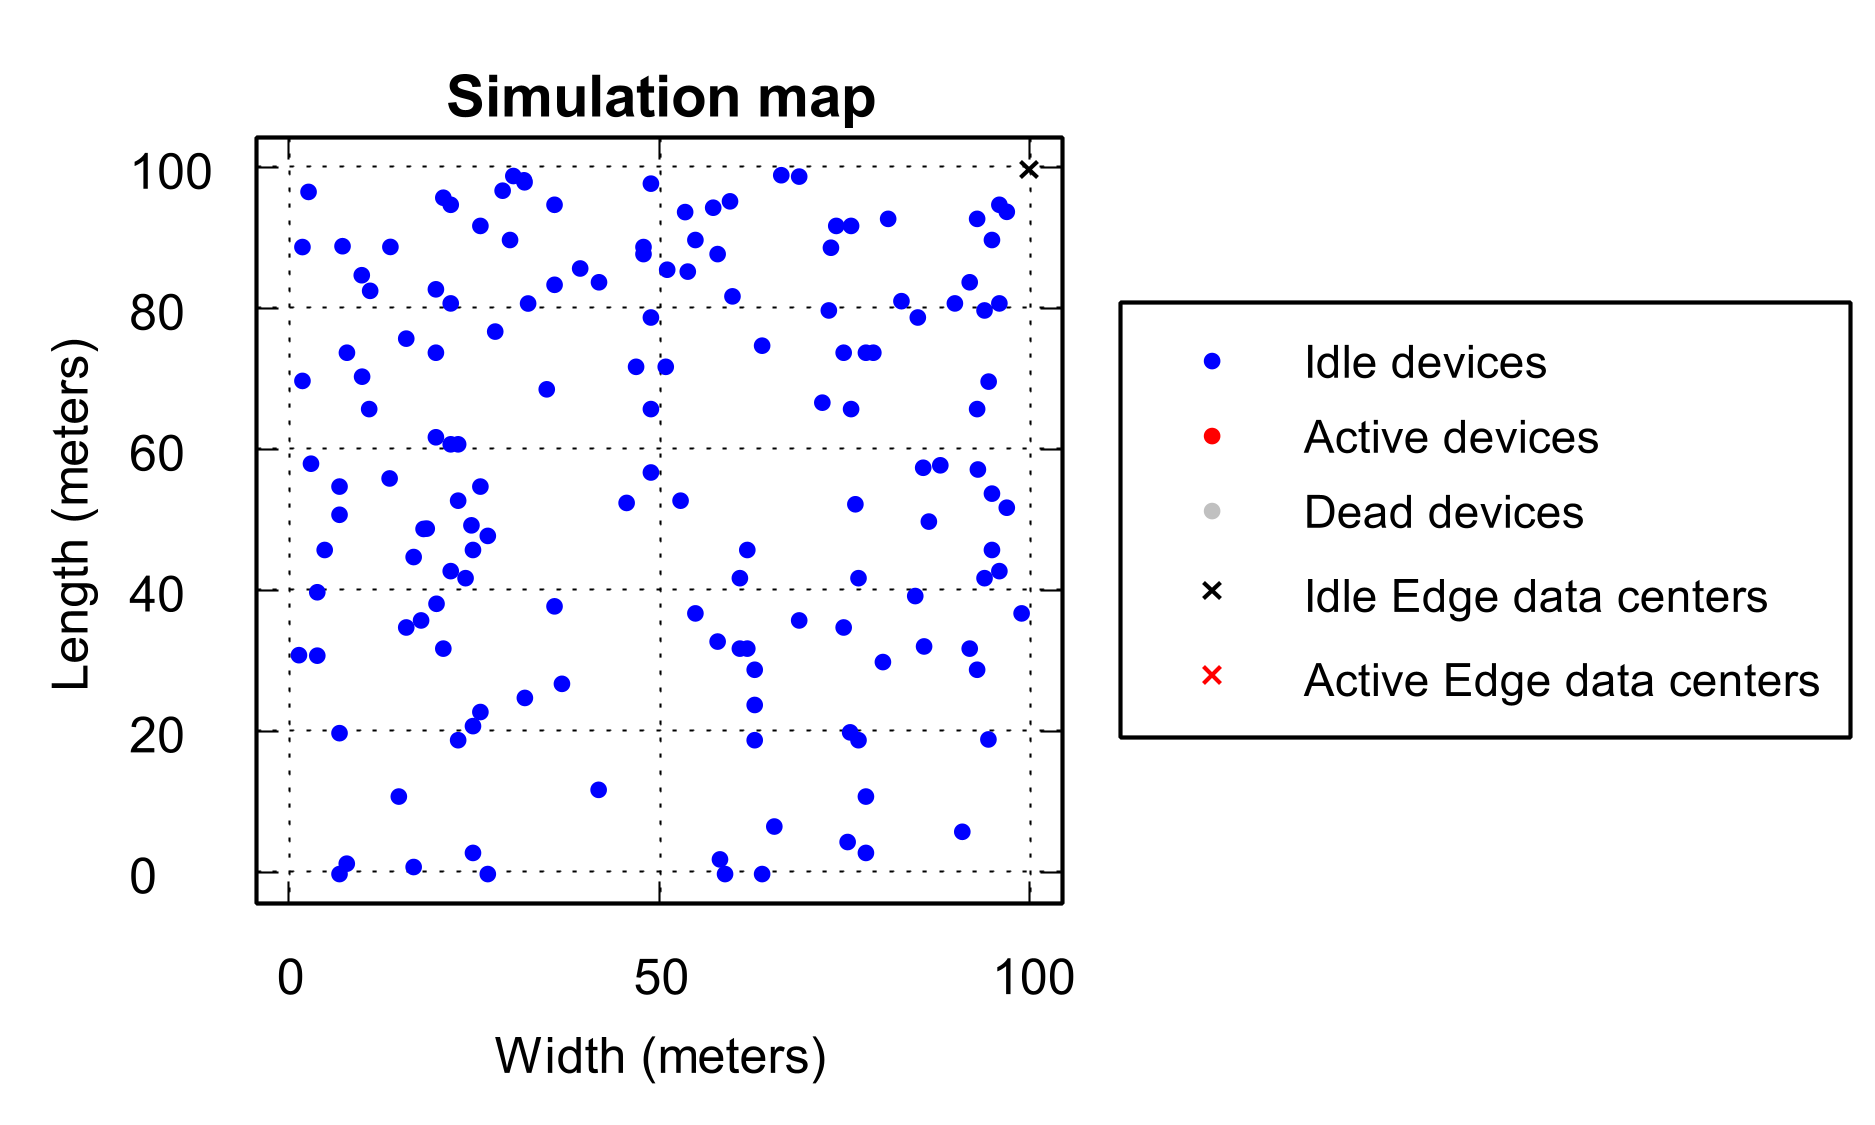 Simulation map
100
80
60
40
20
0
Length (meters)
0 50 100
Width (meters)
Idle devices
Active devices
Dead devices
Idle Edge data centers
Active Edge data centers